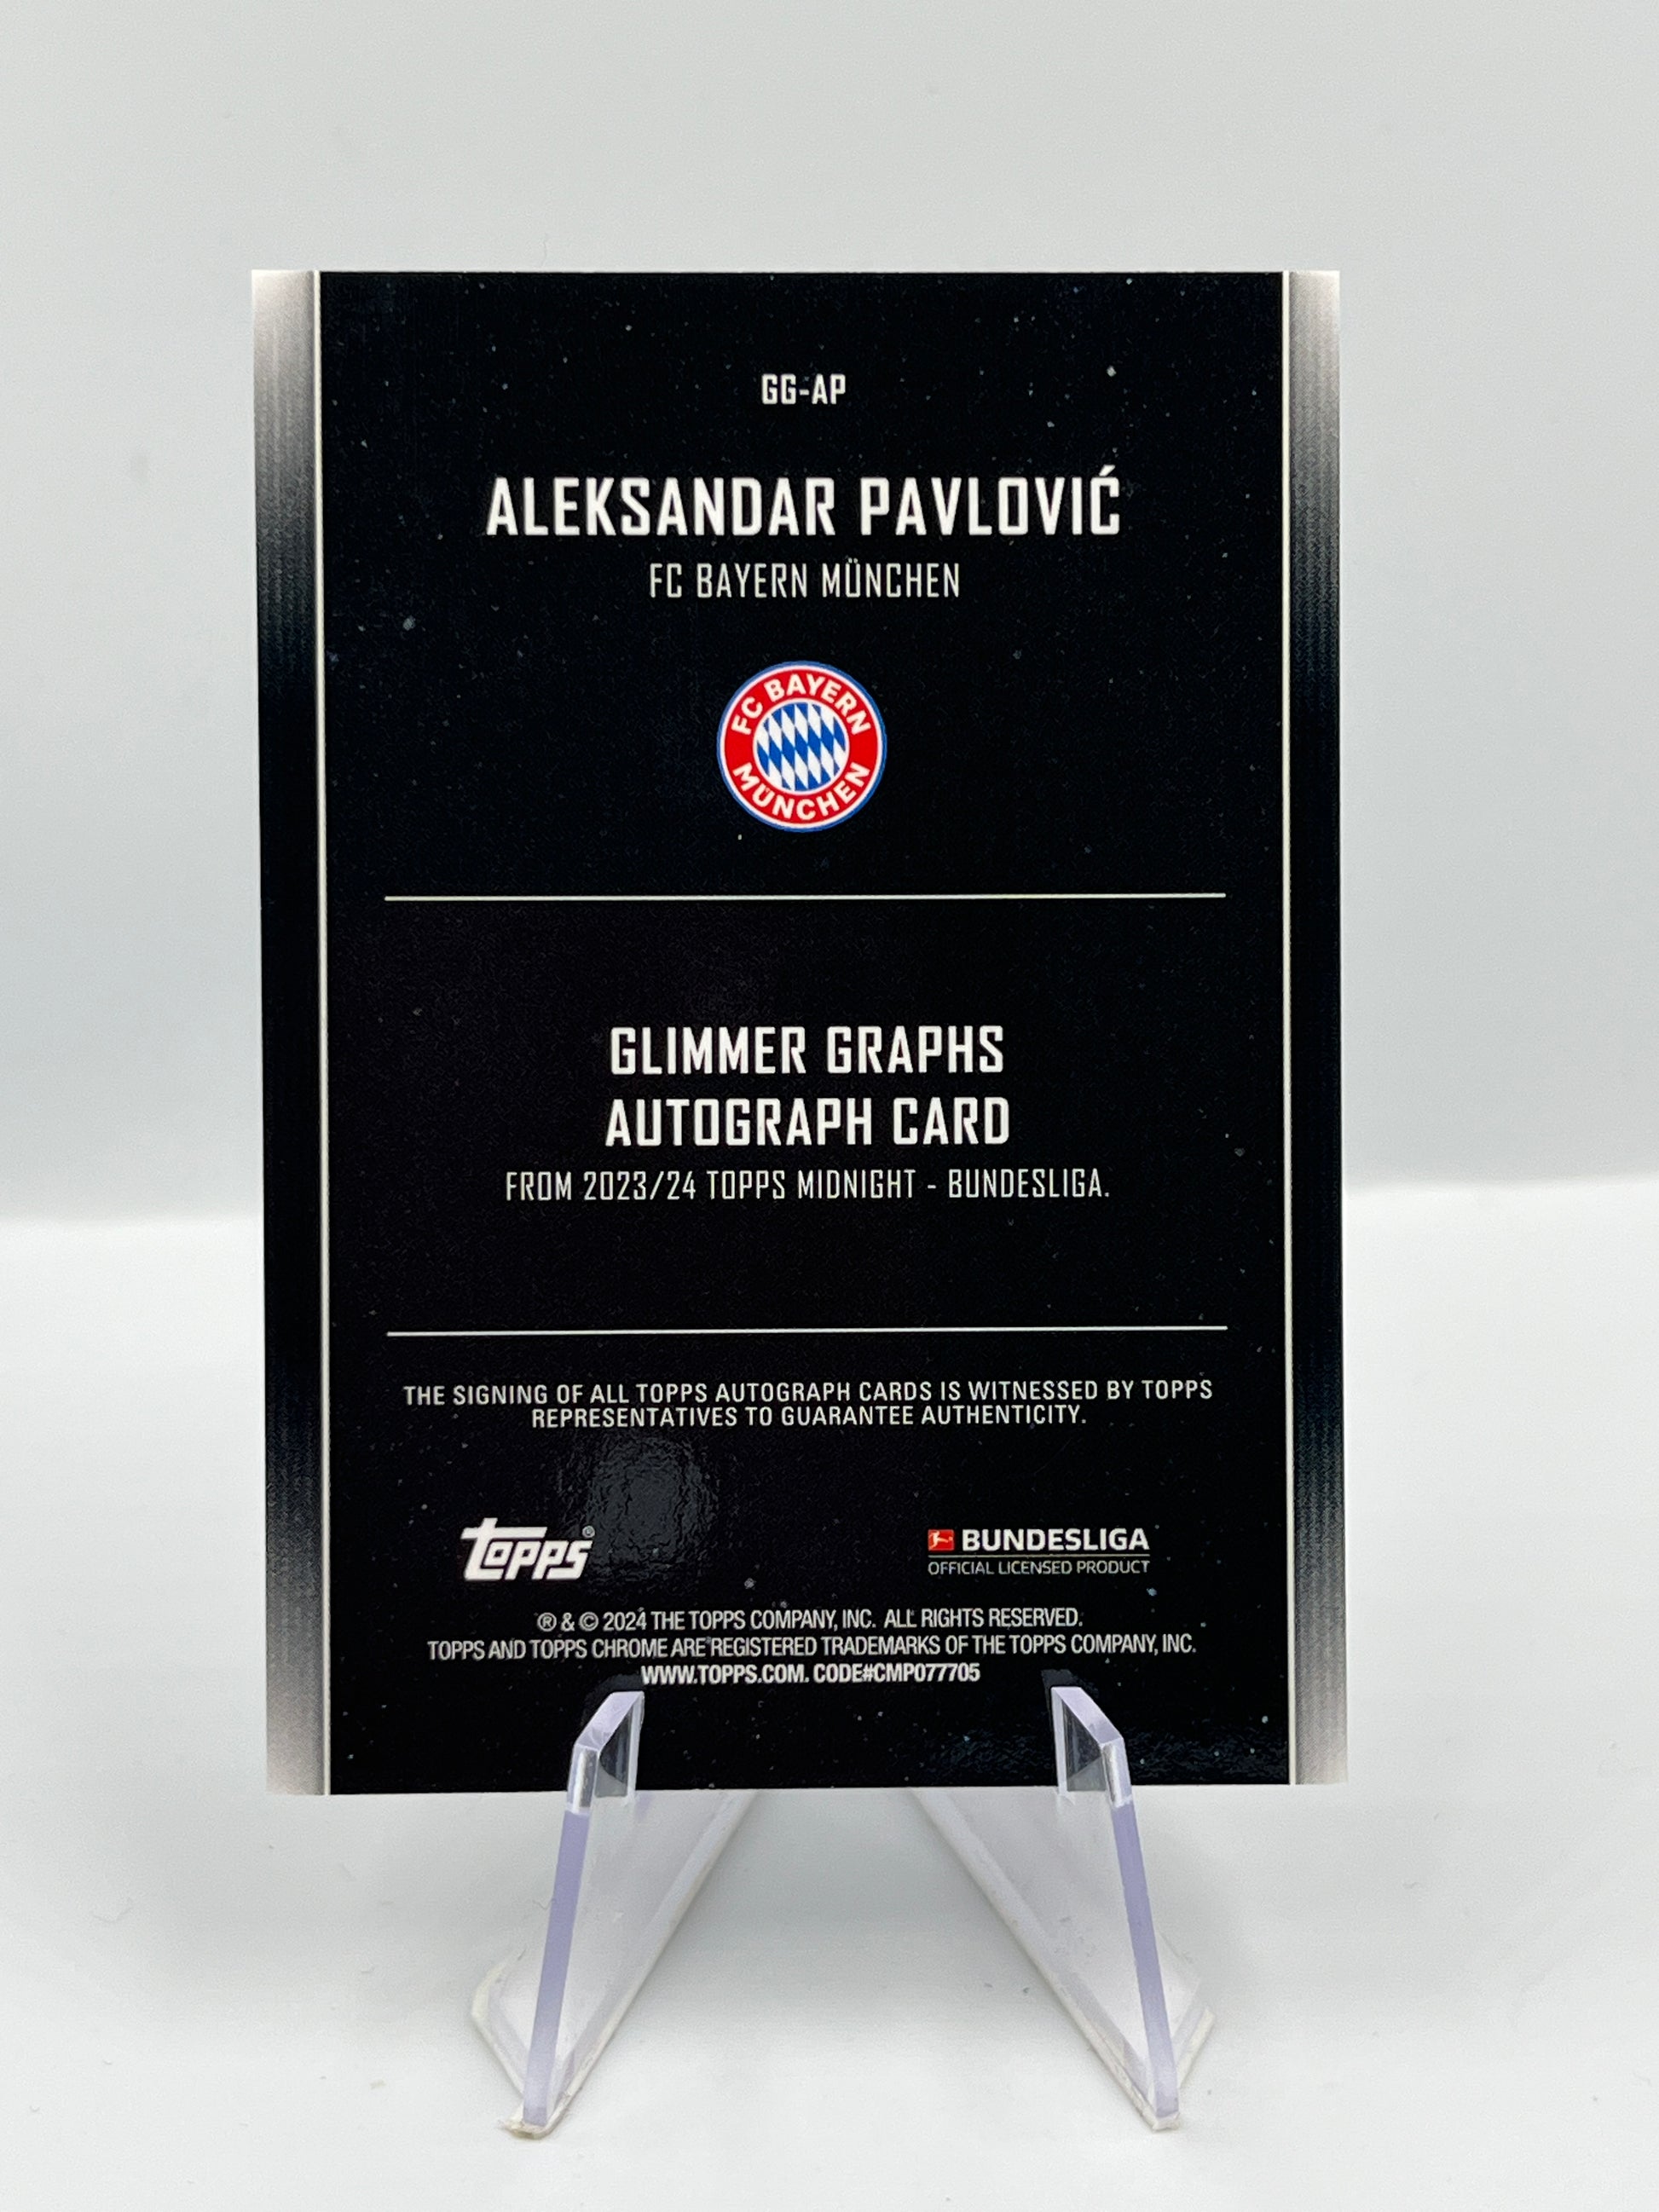 GG-AP
ALEKSANDAR PAVLOVIĆ
FC BAYERN MÜNCHEN
FC BAYERN
MÜNCHEN
GLIMMER GRAPHS
AUTOGRAPH CARD
FROM 2023/24 TOPPS MIDNIGHT - BUNDESLIGA.
THE SIGNING OF ALL TOPPS AUTOGRAPH CARDS IS WITNESSED BY TOPPS
REPRESENTATIVES TO GUARANTEE AUTHENTICITY.
topps®
BUNDESLIGA
OFFICIAL LICENSED PRODUCT
® & © 2024 THE TOPPS COMPANY, INC. ALL RIGHTS RESERVED.
TOPPS AND TOPPS CHROME ARE REGISTERED TRADEMARKS OF THE TOPPS COMPANY, INC.
WWW.TOPPS.COM. CODE#CMP077705